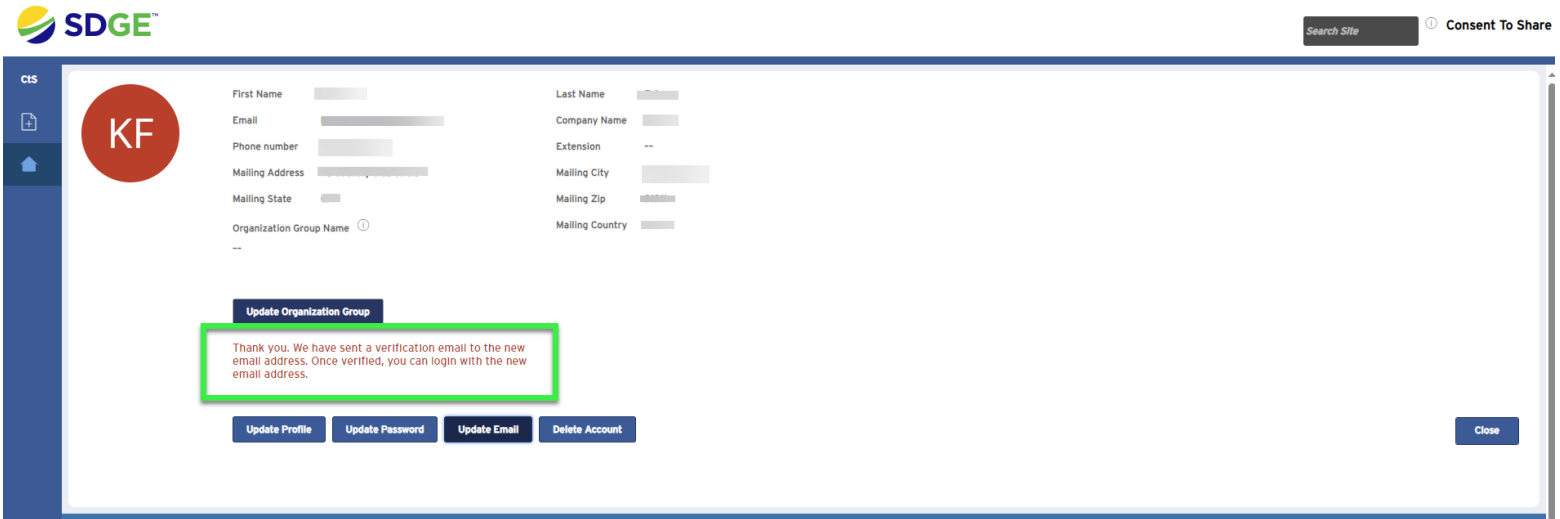 SDGE™
Search Site
Consent To Share
CtS
KF
First Name
Last Name
Email
Company Name
Phone number
Extension --
Mailing Address
Mailing City
Mailing State
Mailing Zip
Organization Group Name
Mailing Country
--
Update Organization Group
Thank you. We have sent a verification email to the new
email address. Once verified, you can login with the new
email address.
Update Profile
Update Password
Update Email
Delete Account
Close